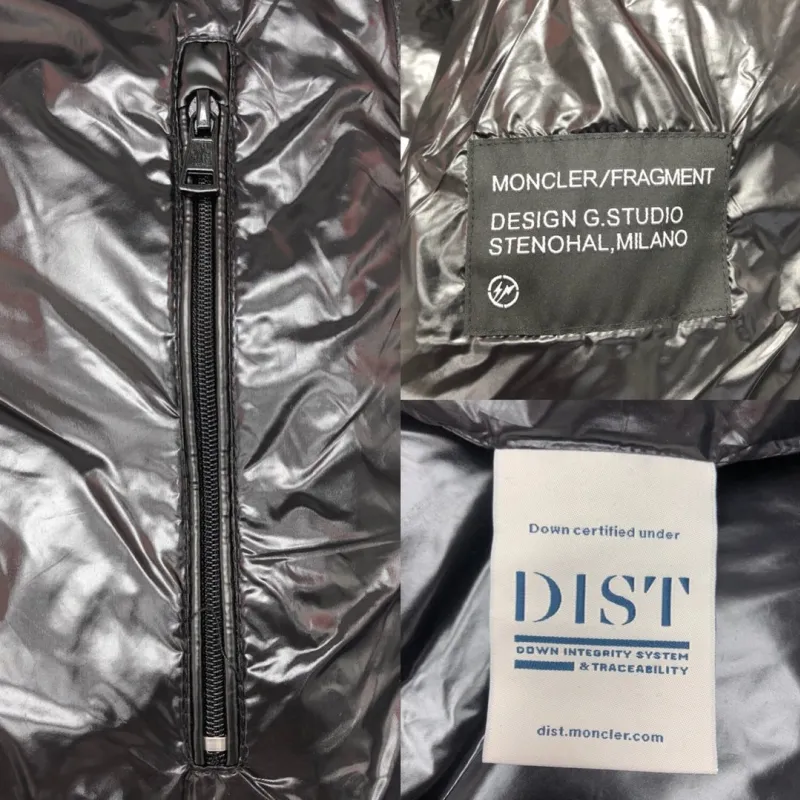 MONCLER/FRAGMENT
DESIGN G.STUDIO
STENOHAL,MILANO
Down certified under
DIST
DOWN INTEGRITY SYSTEM
& TRACEABILITY
dist.moncler.com